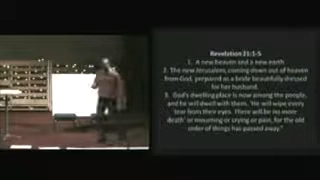 Revelation 21:1-5
1. A new heaven and a new earth
2. The new Jerusalem, coming down out of heaven
from God, prepared as a bride beautifully dressed
for her husband.
3. God's dwelling place is now among the people,
and he will dwell with them. 'He will wipe every
tear from their eyes. There will be no more
death' or mourning or crying or pain, for the old
order of things has passed away."